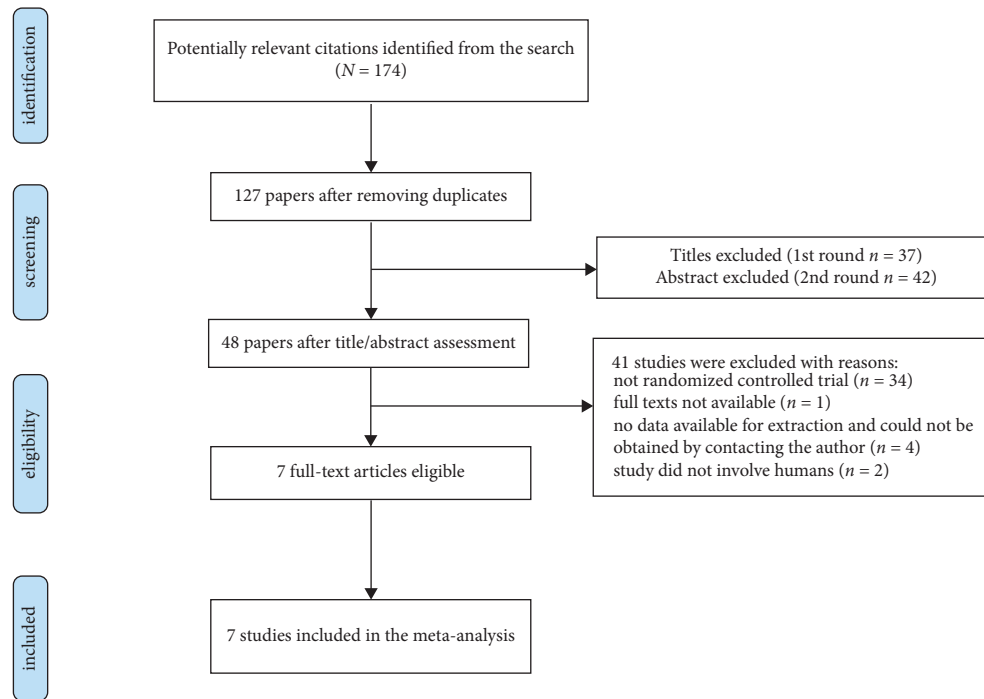 identification
Potentially relevant citations identified from the search
(N = 174)
screening
127 papers after removing duplicates
Titles excluded (1st round n = 37)
Abstract excluded (2nd round n = 42)
48 papers after title/abstract assessment
eligibility
41 studies were excluded with reasons:
not randomized controlled trial (n = 34)
full texts not available (n = 1)
no data available for extraction and could not be
obtained by contacting the author (n = 4)
study did not involve humans (n = 2)
7 full-text articles eligible
included
7 studies included in the meta-analysis